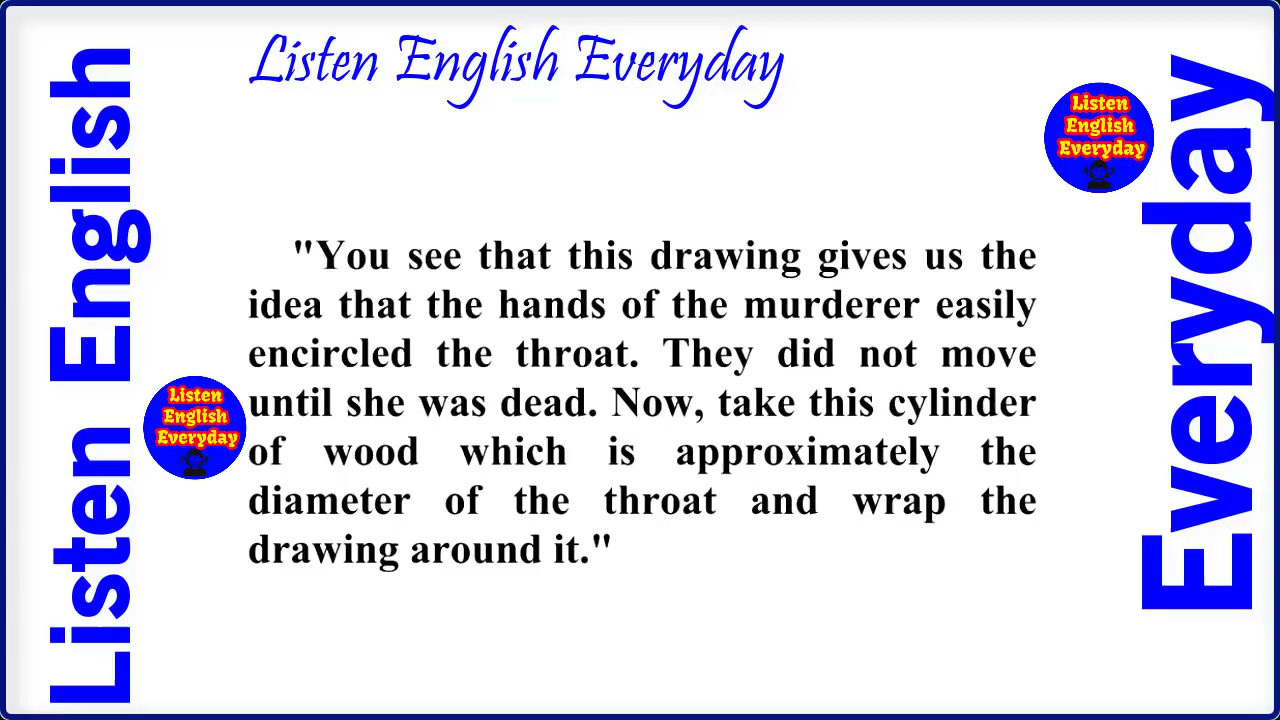 Listen English Everyday
Listen English
Everyday
Listen
English
Everyday
"You see that this drawing gives us the
idea that the hands of the murderer easily
encircled the throat. They did not move
until she was dead. Now, take this cylinder
of wood which is approximately the
diameter of the throat and wrap the
drawing around it."
Listen
English
Everyday